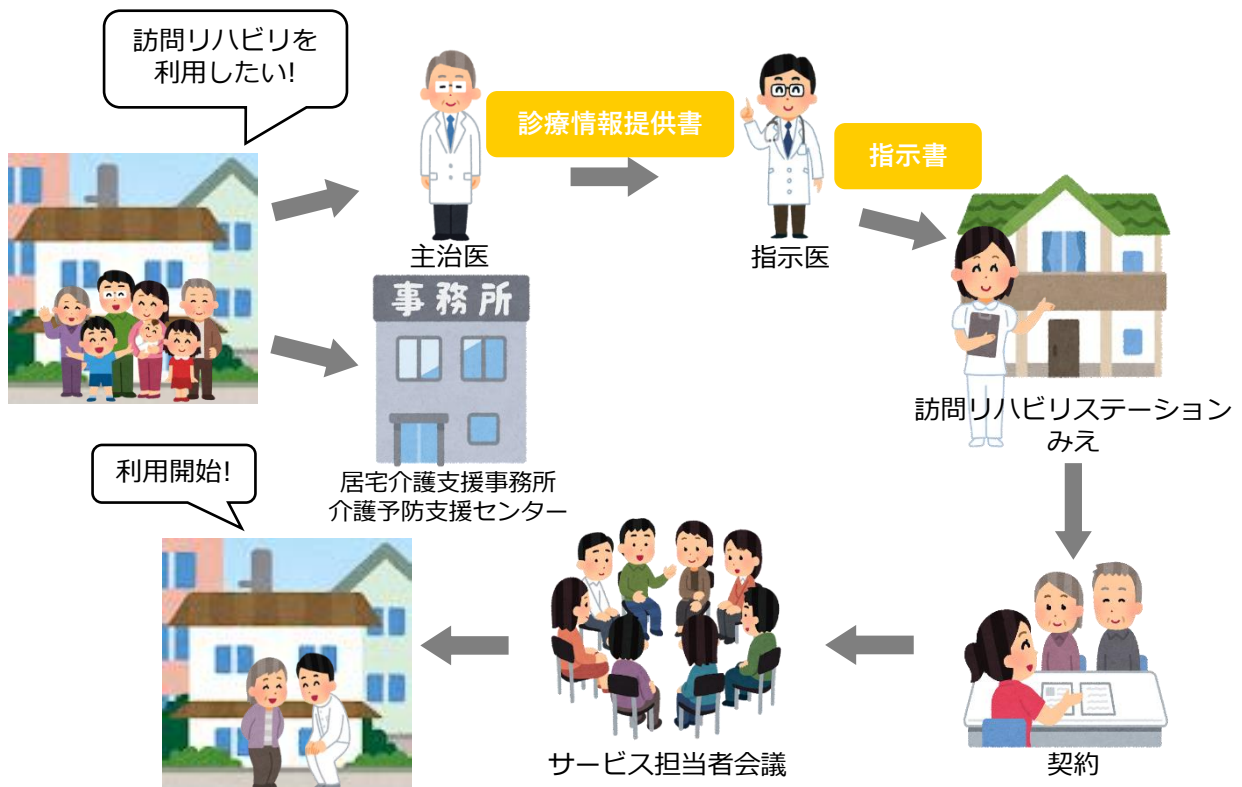 訪問リハビリを
利用したい!
主治医
診療情報提供書
指示医
指示書
事務所
居宅介護支援事務所
介護予防支援センター
訪問リハビリステーション
みえ
契約
サービス担当者会議
利用開始!